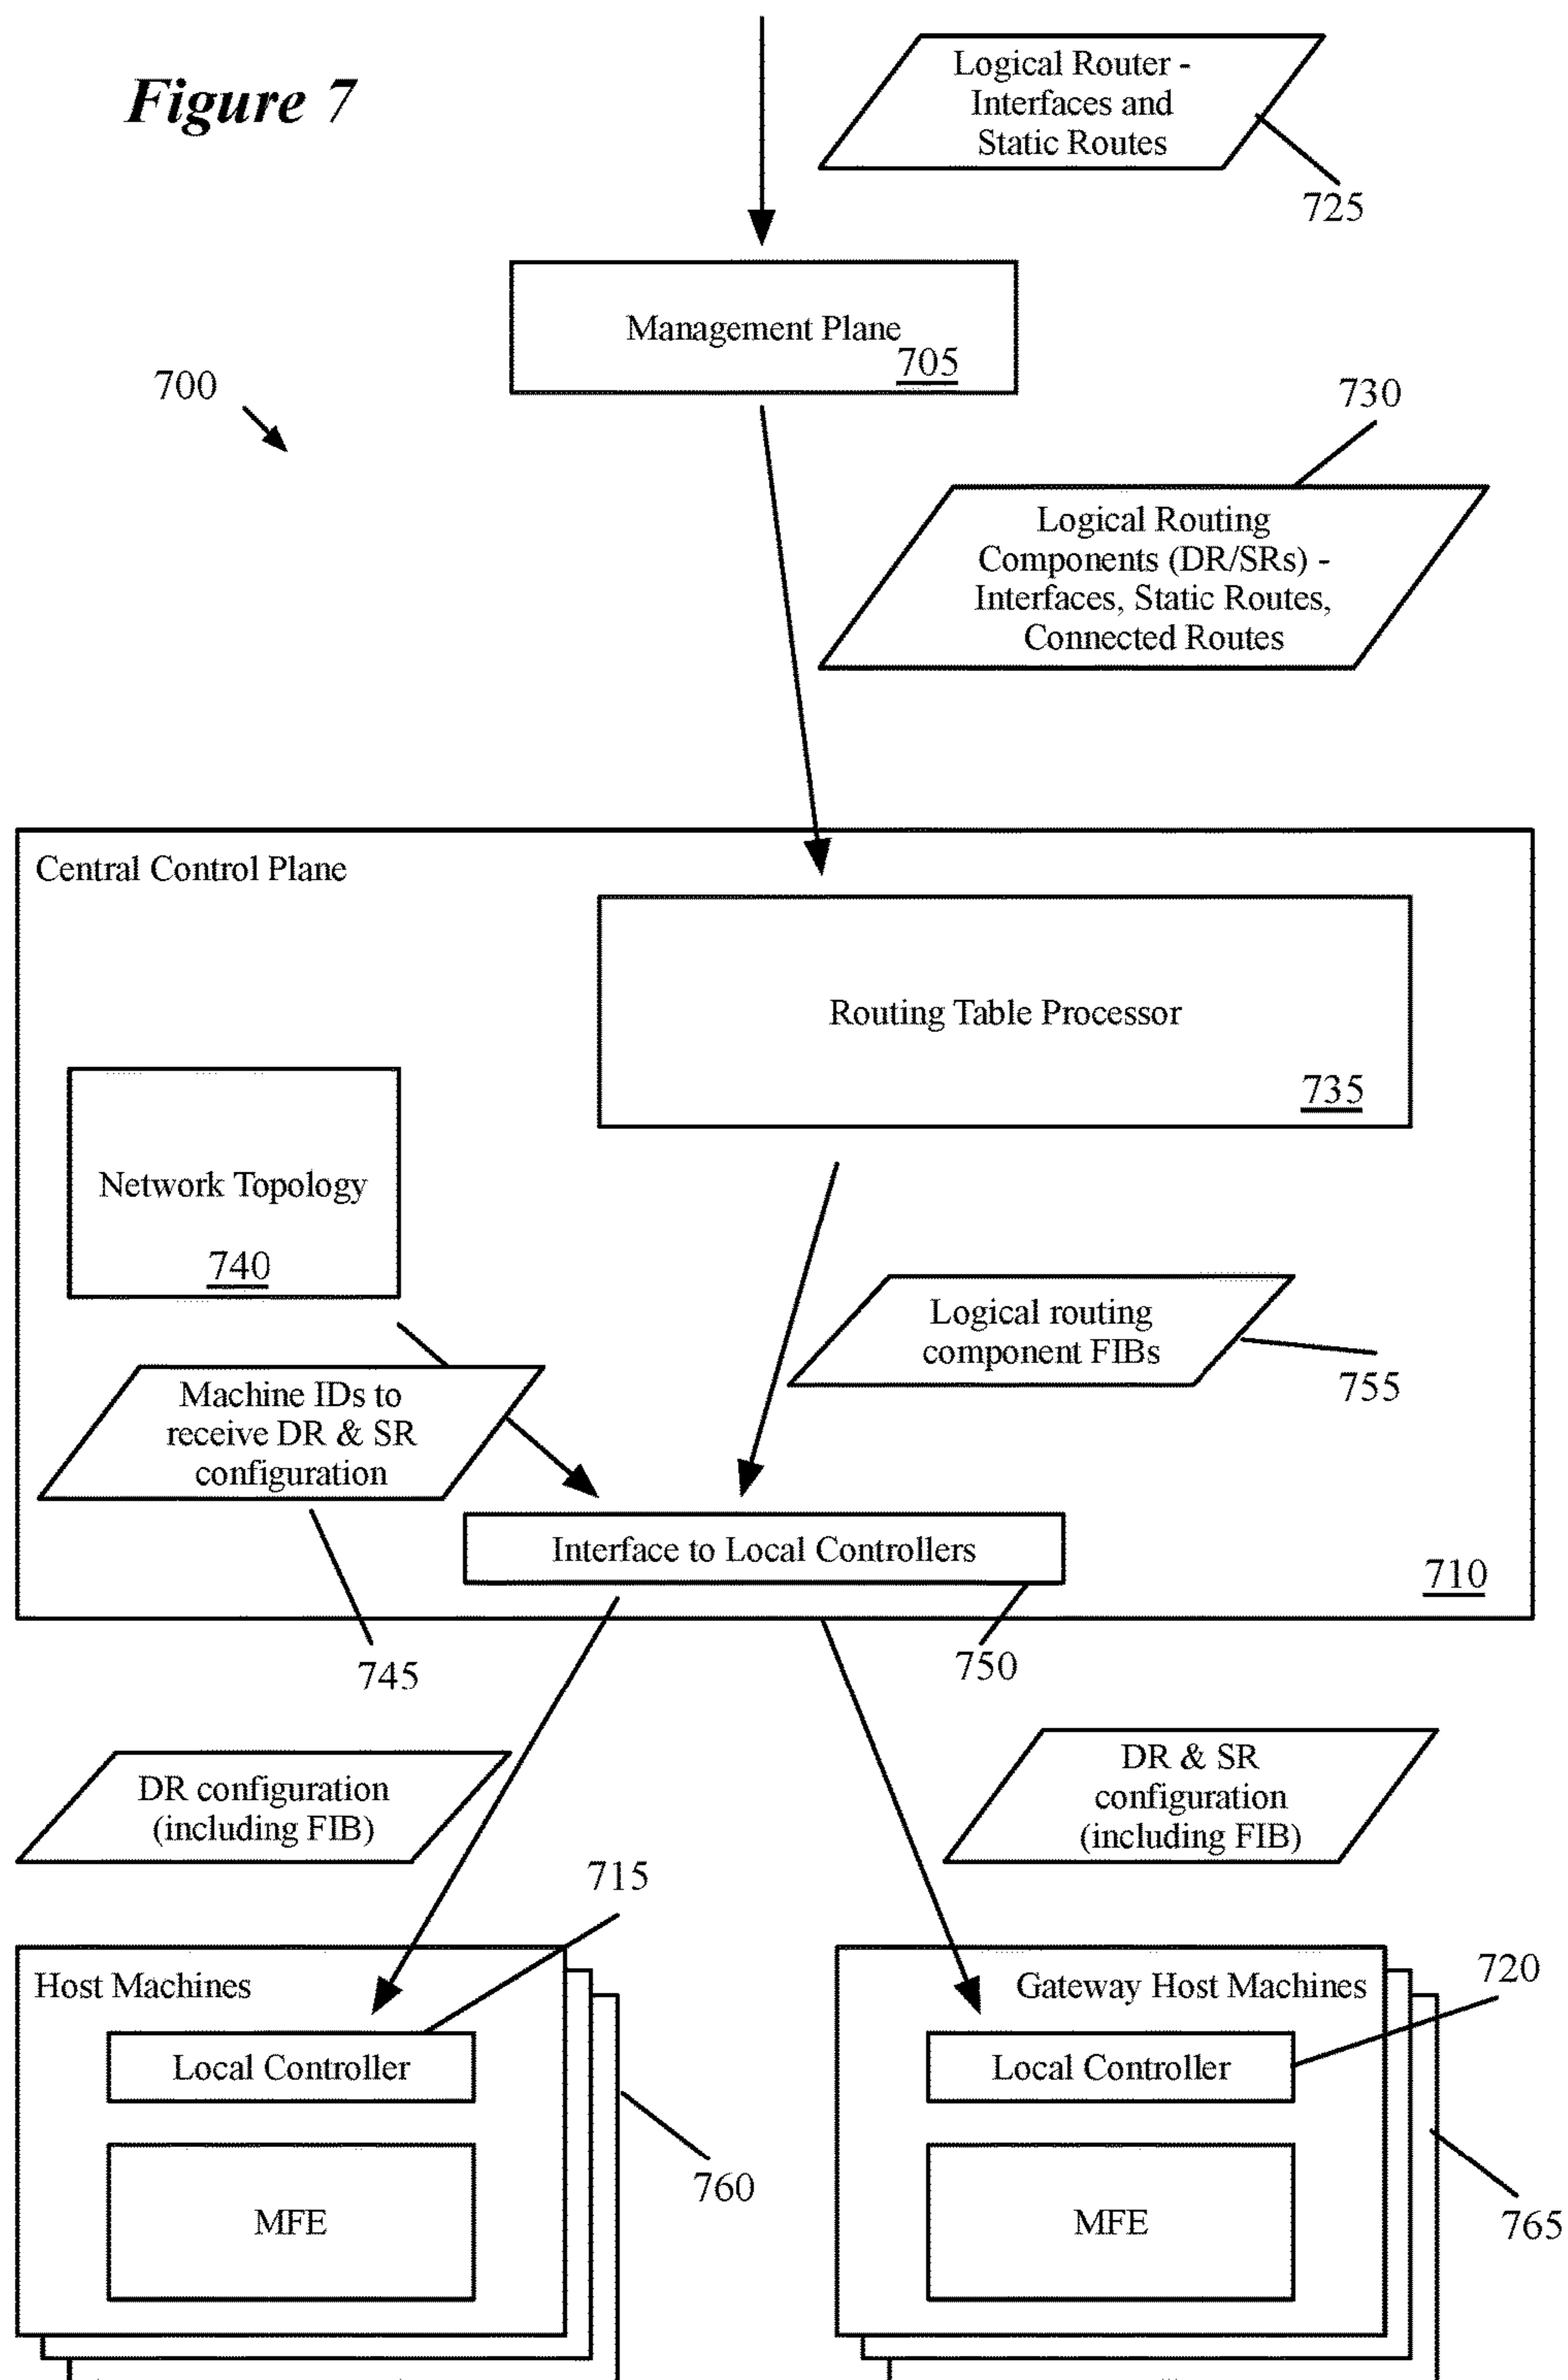 Figure 7
Logical Router -
Interfaces and
Static Routes
725
Management Plane
705
700
730
Logical Routing
Components (DR/SRs) -
Interfaces, Static Routes,
Connected Routes
Central Control Plane
Routing Table Processor
735
Network Topology
740
Logical routing
component FIBs
755
Machine IDs to
receive DR & SR
configuration
Interface to Local Controllers
710
745
750
DR configuration
(including FIB)
DR & SR
configuration
(including FIB)
715
Host Machines
Local Controller
MFE
760
Gateway Host Machines
720
Local Controller
MFE
765